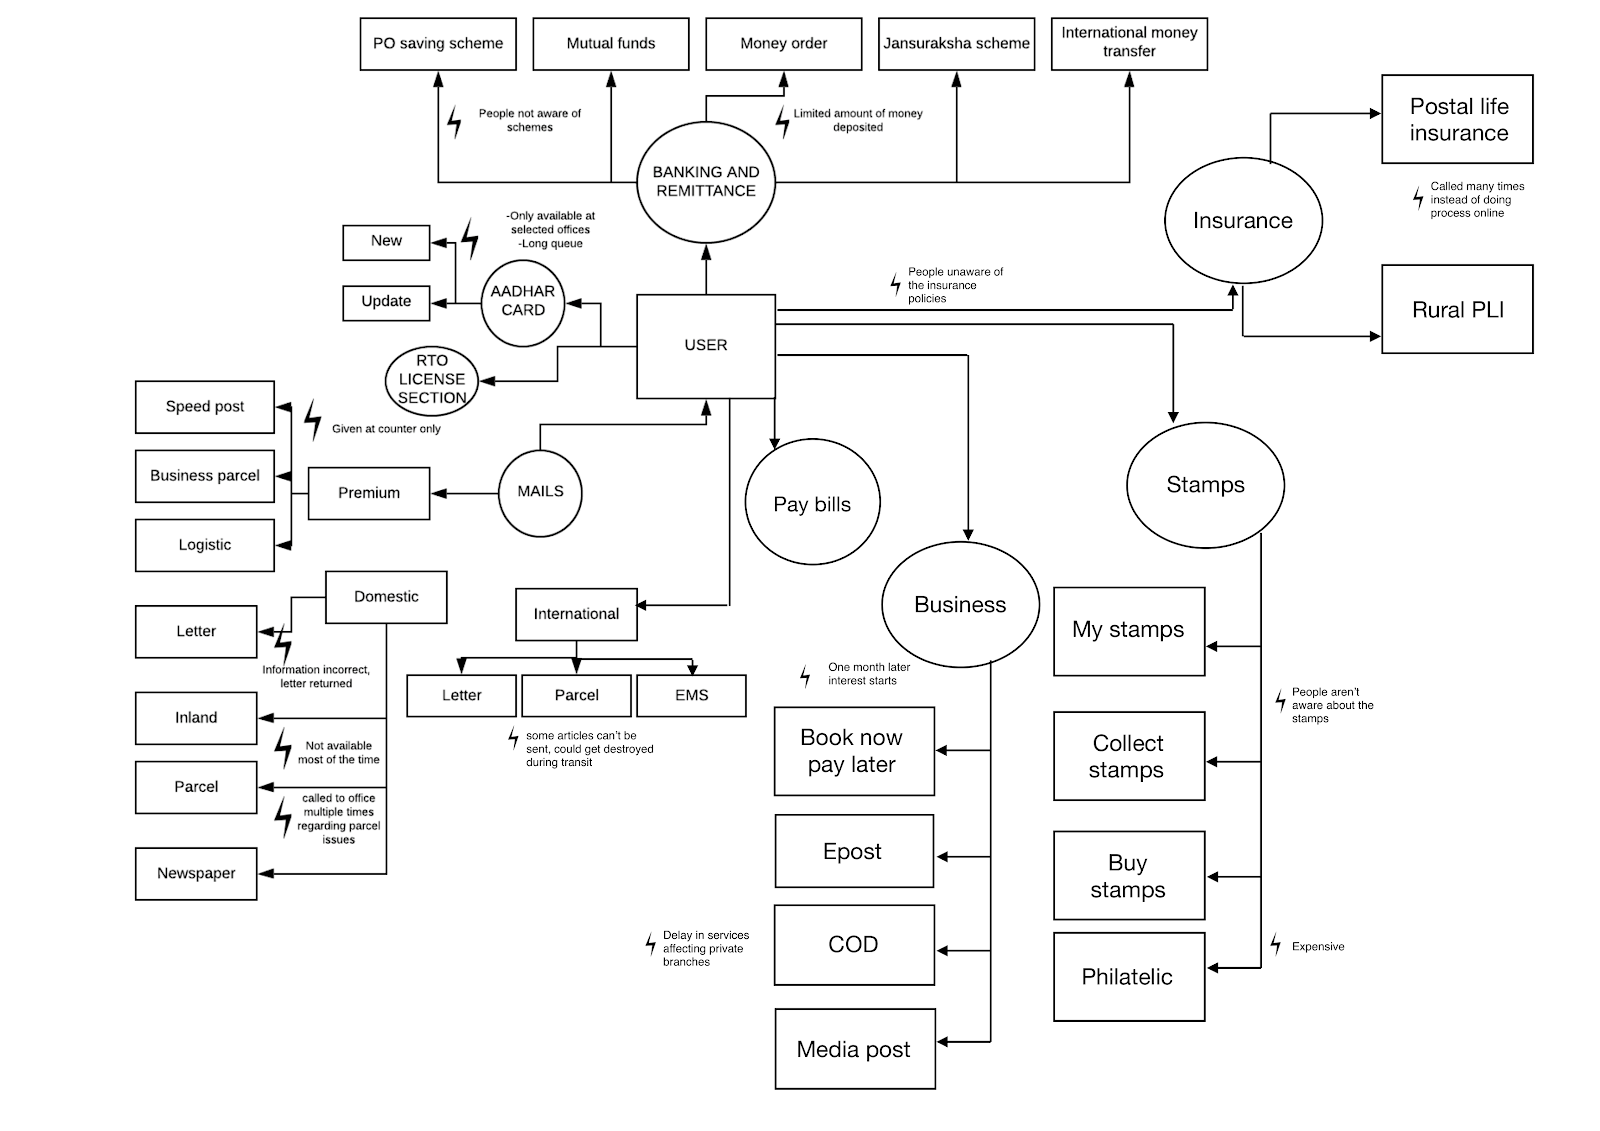 PO saving scheme
Mutual funds
Money order
Jansuraksha scheme
International money
transfer
People not aware of
schemes
Limited amount of money
deposited
BANKING AND
REMITTANCE
Postal life
insurance
Called many times
instead of doing
process online
Insurance
Rural PLI
People unaware of
the insurance
policies
-Only available at
selected offices
-Long queue
New
Update
AADHAR
CARD
USER
RTO
LICENSE
SECTION
Speed post
Given at counter only
Business parcel
Premium
MAILS
Logistic
Pay bills
Stamps
Domestic
Letter
Information incorrect,
letter returned
Inland
Not available
most of the time
Parcel
called to office
multiple times
regarding parcel
issues
Newspaper
International
Letter
Parcel
EMS
some articles can't be
sent, could get destroyed
during transit
Business
One month later
interest starts
Book now
pay later
Epost
Delay in services
affecting private
branches
COD
Media post
My stamps
People aren't
aware about the
stamps
Collect
stamps
Buy
stamps
Expensive
Philatelic